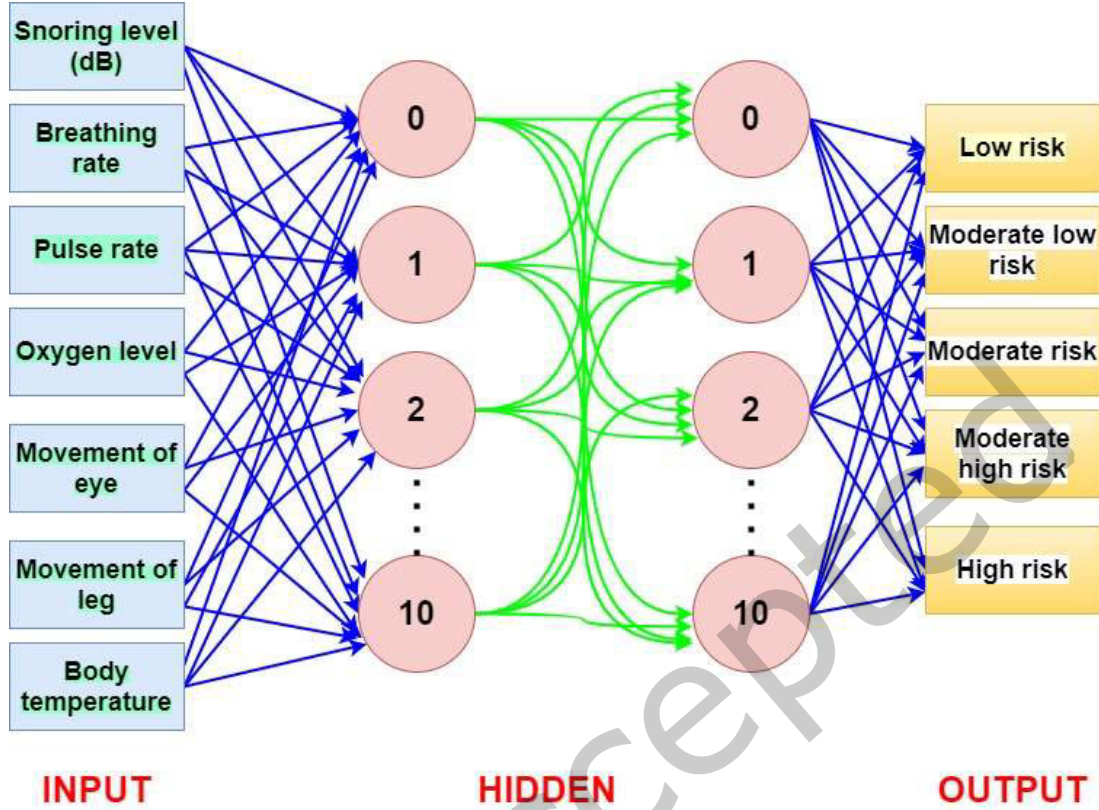 Snoring level
(dB)
Breathing
rate
Pulse rate
Oxygen level
Movement of
eye
Movement of
leg
Body
temperature
INPUT
0
1
2
10
HIDDEN
0
1
2
10
Low risk
Moderate low
risk
Moderate risk
Moderate
high risk
High risk
OUTPUT
cepted